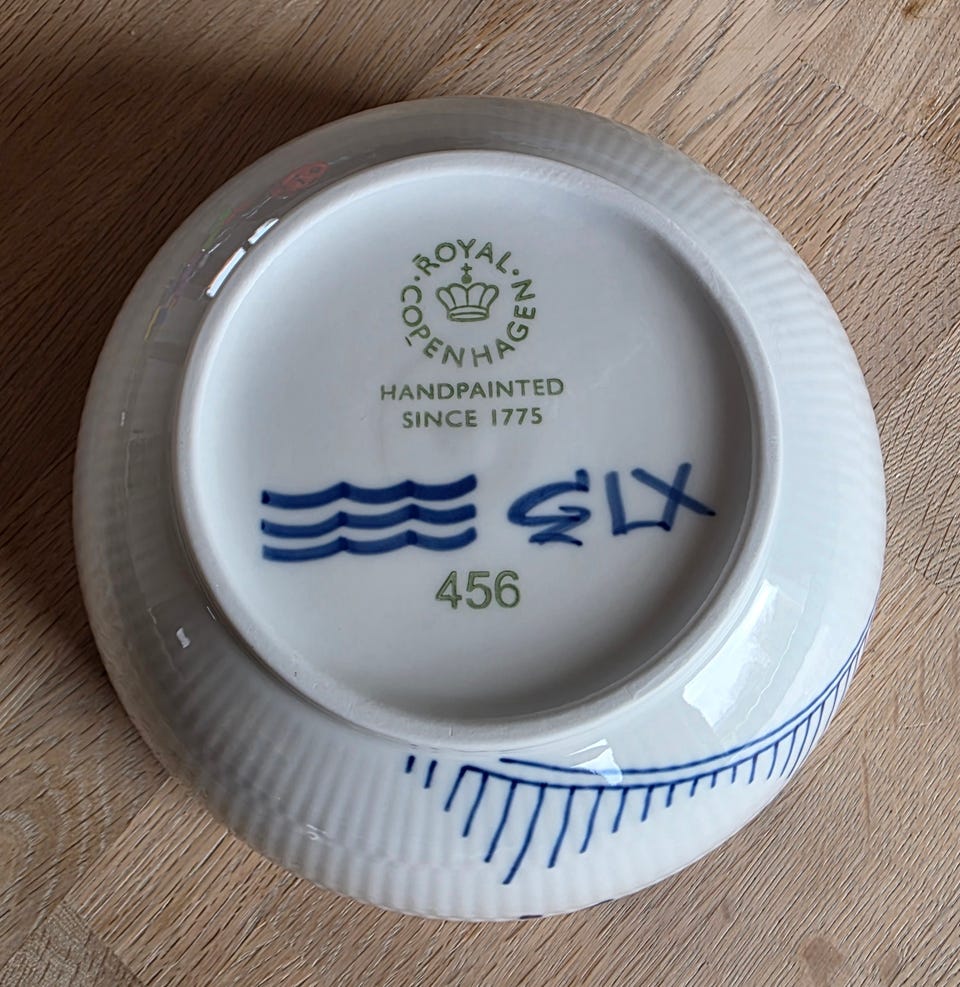 ROYAL · COPENHAGEN ·
HANDPAINTED
SINCE 1775
456